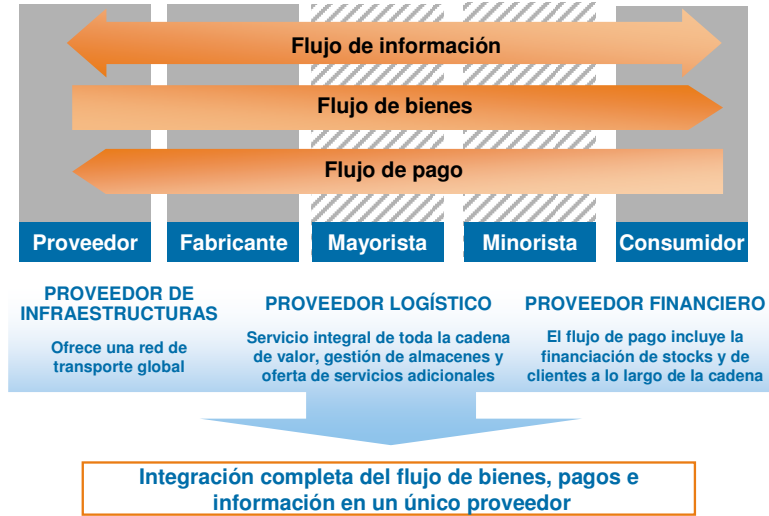 Flujo de información
Flujo de bienes
Flujo de pago
Proveedor
Fabricante
Mayorista
Minorista
Consumidor
PROVEEDOR DE
INFRAESTRUCTURAS
Ofrece una red de
transporte global
PROVEEDOR LOGÍSTICO
Servicio integral de toda la cadena
de valor, gestión de almacenes y
oferta de servicios adicionales
PROVEEDOR FINANCIERO
El flujo de pago incluye la
financiación de stocks y de
clientes a lo largo de la cadena
Integración completa del flujo de bienes, pagos e
información en un único proveedor